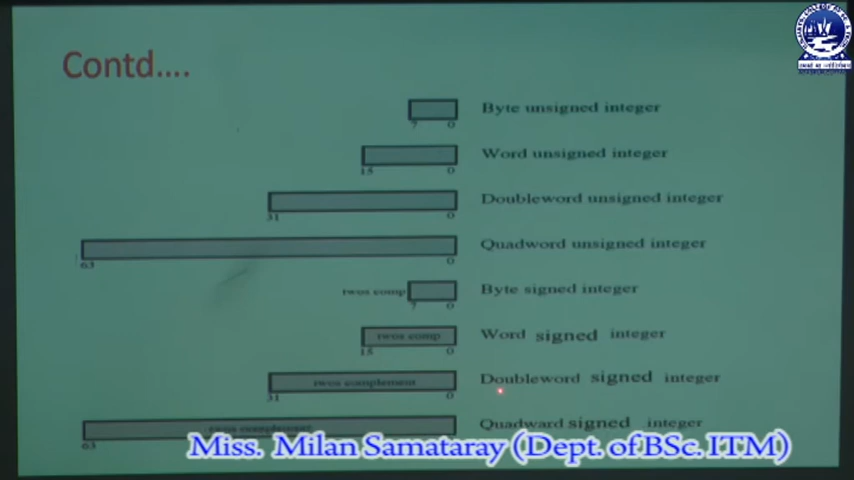 Contd....
Byte unsigned integer
7 0
Word unsigned integer
15 0
Doubleword unsigned integer
31 0
Quadword unsigned integer
63 0
twos comp Byte signed integer
7 0
twos comp Word signed integer
15 0
twos complement Doubleword signed integer
31 0
twos complement Quadward signed integer
63
Miss. Milan Samataray (Dept. of BSc. ITM)